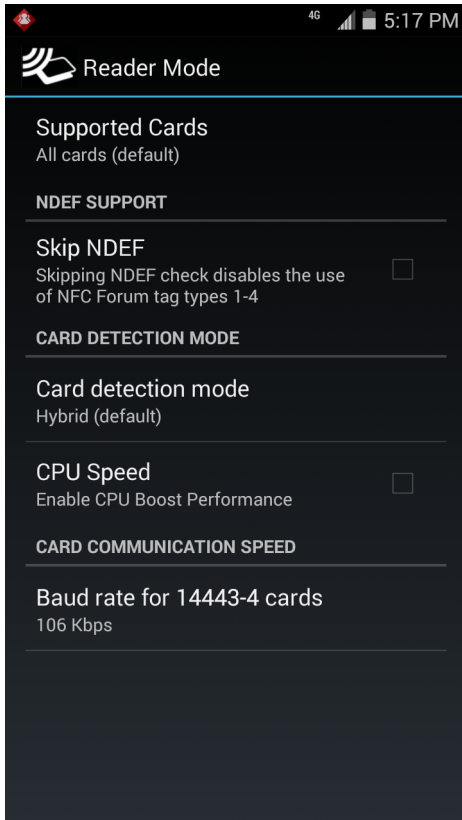 4G 5:17 PM
Reader Mode
Supported Cards
All cards (default)
NDEF SUPPORT
Skip NDEF
Skipping NDEF check disables the use
of NFC Forum tag types 1-4
CARD DETECTION MODE
Card detection mode
Hybrid (default)
CPU Speed
Enable CPU Boost Performance
CARD COMMUNICATION SPEED
Baud rate for 14443-4 cards
106 Kbps